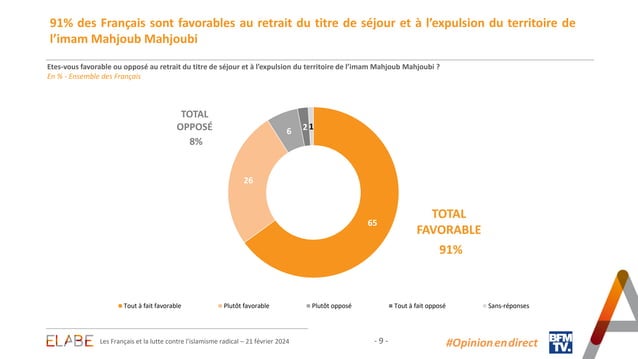 91% des Français sont favorables au retrait du titre de séjour et à l'expulsion du territoire de
l'imam Mahjoub Mahjoubi
Etes-vous favorable ou opposé au retrait du titre de séjour et à l'expulsion du territoire de l'imam Mahjoub Mahjoubi ?
En % - Ensemble des Français
TOTAL
OPPOSÉ
8%
6
2
1
26
65
TOTAL
FAVORABLE
91%
Tout à fait favorable
Plutôt favorable
Plutôt opposé
Tout à fait opposé
Sans-réponses
ELABE
Les Français et la lutte contre l'islamisme radical – 21 février 2024
- 9 -
#Opinion en direct
BFM
TV.